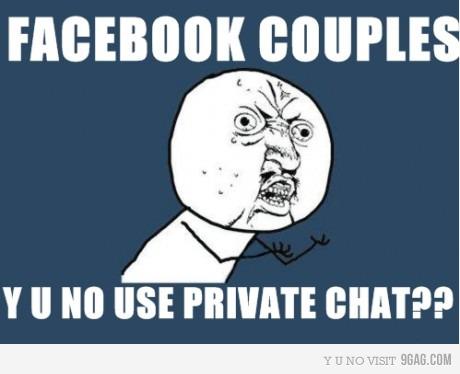 FACEBOOK COUPLES
Y U NO USE PRIVATE CHAT??
Y U NO VISIT 9GAG.COM